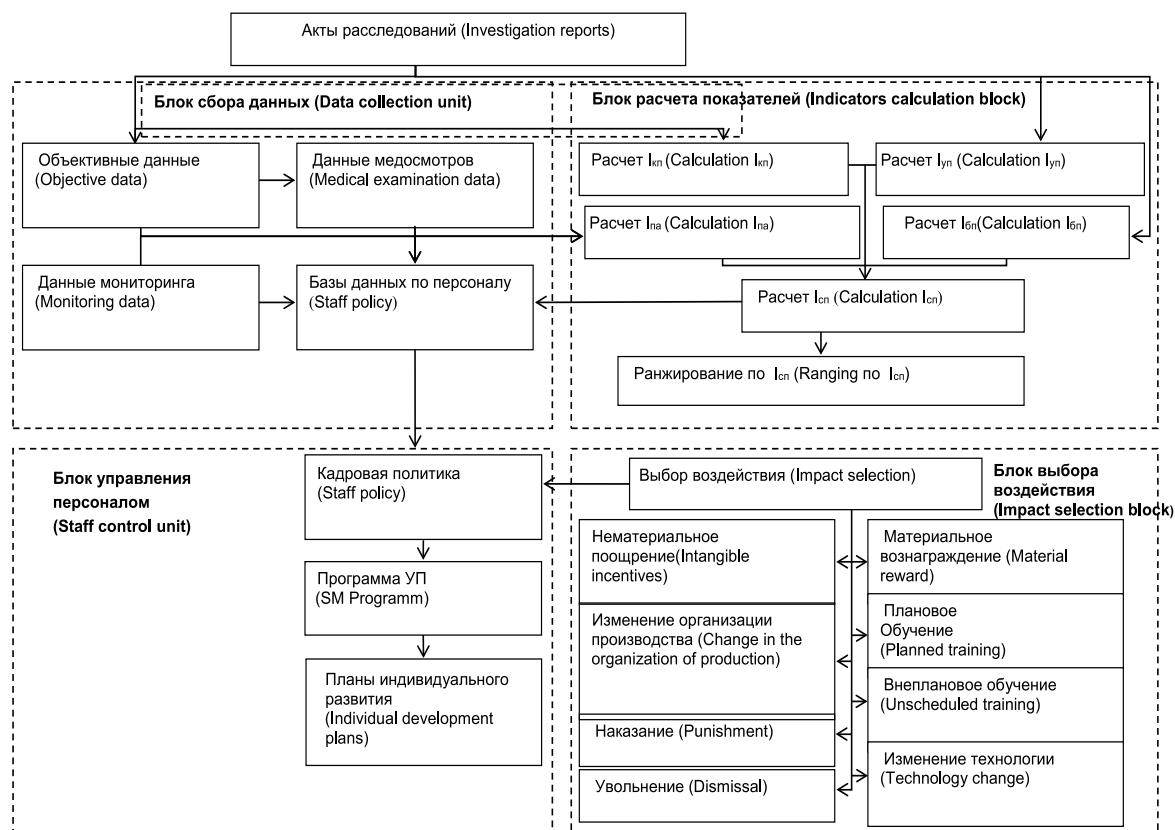 Акты расследований (Investigation reports)
Блок сбора данных (Data collection unit)
Объективные данные
(Objective data)
Данные медосмотров
(Medical examination data)
Данные мониторинга
(Monitoring data)
Базы данных по персоналу
(Staff policy)
Блок расчета показателей (Indicators calculation block)
Расчет Iкп (Calculation Iкп)
Расчет Iуп (Calculation Iуп)
Расчет Iпа (Calculation Iпа)
Расчет Iбп(Calculation Iбп)
Расчет Iсп (Calculation Iсп)
Ранжирование по Iсп (Ranging по Iсп)
Блок управления
персоналом
(Staff control unit)
Кадровая политика
(Staff policy)
Программа УП
(SM Programm)
Планы индивидуального
развития
(Individual development
plans)
Выбор воздействия (Impact selection)
Блок выбора
воздействия
(Impact selection block)
Нематериальное
поощрение(Intangible
incentives)
Материальное
вознаграждение (Material
reward)
Изменение организации
производства (Change in the
organization of production)
Плановое
Обучение
(Planned training)
Внеплановое обучение
(Unscheduled training)
Наказание (Punishment)
Изменение технологии
(Technology change)
Увольнение (Dismissal)